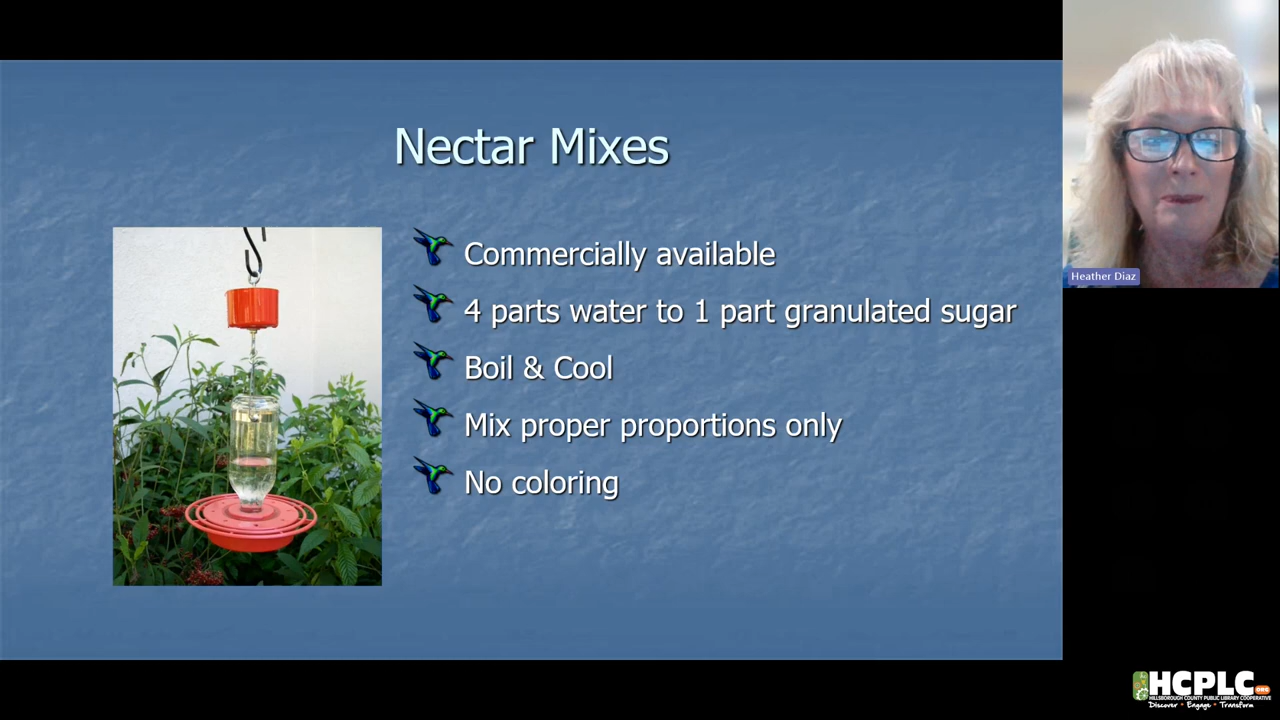 Nectar Mixes
Commercially available
4 parts water to 1 part granulated sugar
Boil & Cool
Mix proper proportions only
No coloring
Heather Diaz
HCPLC.ORG
HILLSBOROUGH COUNTY PUBLIC LIBRARY COOPERATIVE
Discover • Engage • Transform